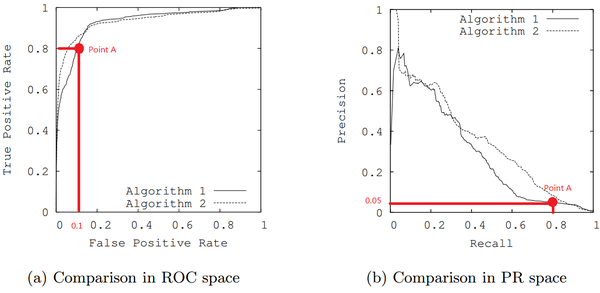 True Positive Rate
1
0.8
0.6
0.4
0.2
0
Point A
Algorithm 1
Algorithm 2
0 0.1 0.2 0.4 0.6 0.8 1
False Positive Rate
(a) Comparison in ROC space
Precision
1
0.8
0.6
0.4
0.2
0.05
0
Algorithm 1
Algorithm 2
Point A
0 0.2 0.4 0.6 0.8 1
Recall
(b) Comparison in PR space